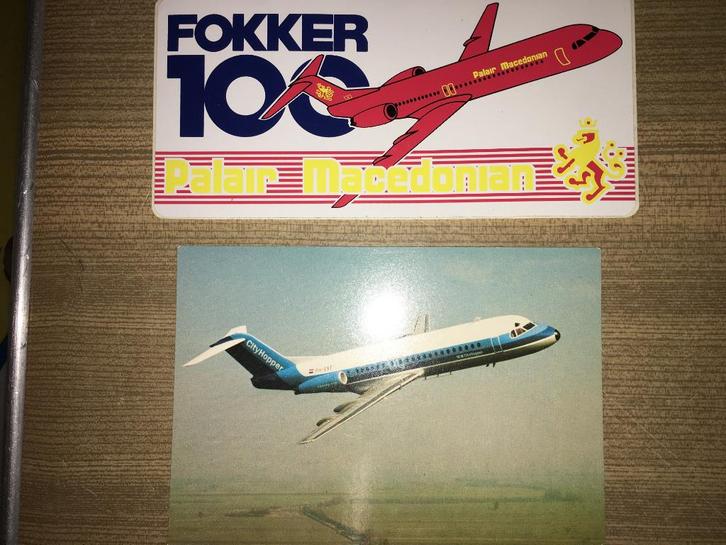 FOKKER
100
Palair Macedonian
Palair Macedonian
CityHopper